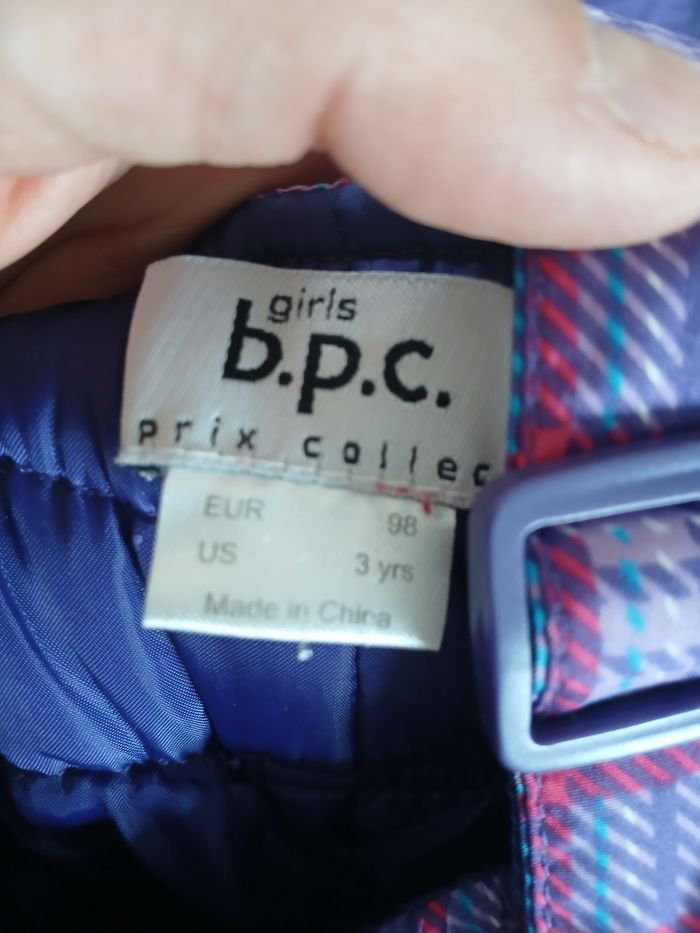 girls
b.p.c.
prix collec
EUR 98
US 3 yrs
Made in China